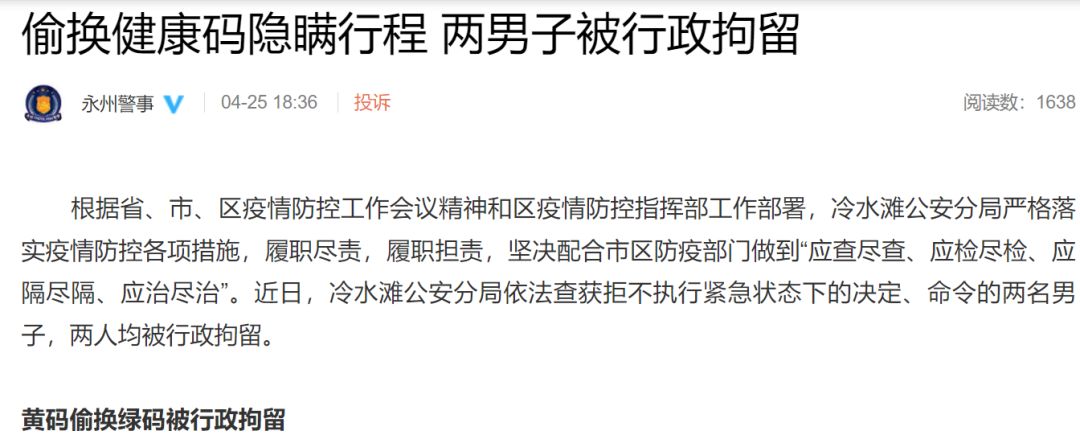 偷换健康码隐瞒行程 两男子被行政拘留
永州警事 04-25 18:36 投诉 阅读数：1638
根据省、市、区疫情防控工作会议精神和区疫情防控指挥部工作部署，冷水滩公安分局严格落
实疫情防控各项措施，履职尽责，履职担责，坚决配合市区防疫部门做到“应查尽查、应检尽检、应
隔尽隔、应治尽治”。近日，冷水滩公安分局依法查获拒不执行紧急状态下的决定、命令的两名男
子，两人均被行政拘留。
黄码偷换绿码被行政拘留